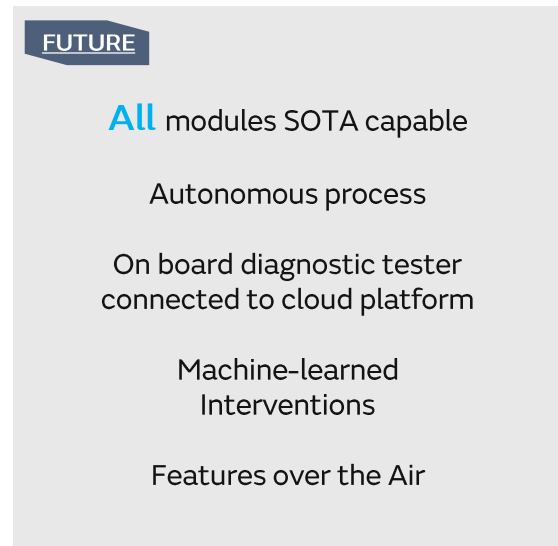 FUTURE
All modules SOTA capable
Autonomous process
On board diagnostic tester
connected to cloud platform
Machine-learned
Interventions
Features over the Air